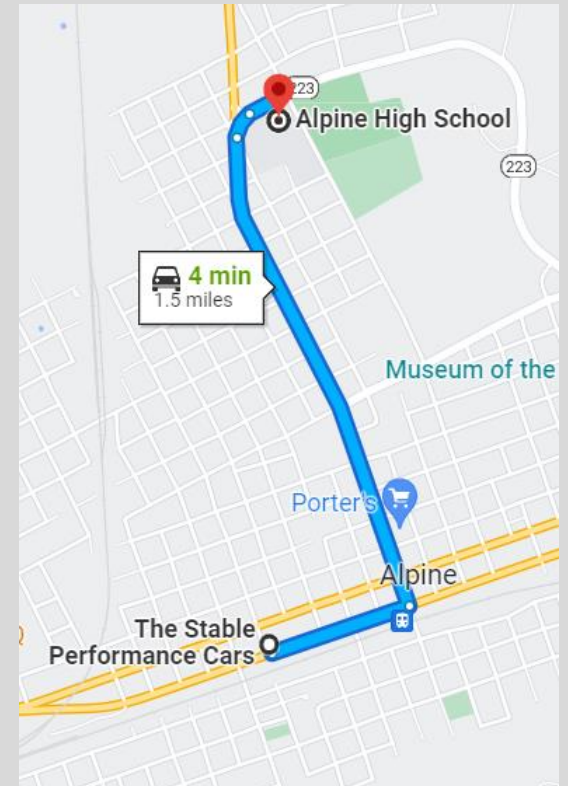 223
Alpine High School
223
4 min
1.5 miles
Museum of the
Porter's
Alpine
The Stable
Performance Cars